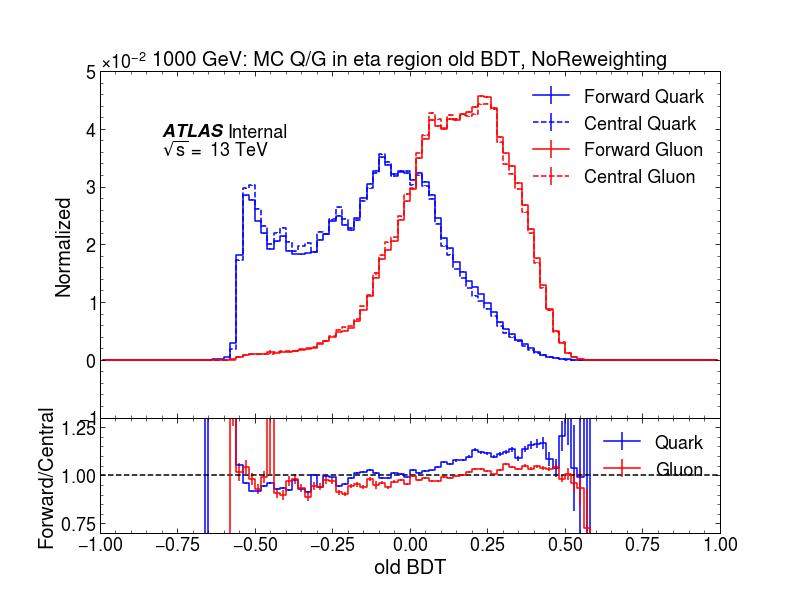 ×10⁻² 1000 GeV: MC Q/G in eta region old BDT, NoReweighting
5
4
3
2
1
0
−1
Normalized
ATLAS Internal
√s = 13 TeV
Forward Quark
Central Quark
Forward Gluon
Central Gluon
1.25
1.00
0.75
Forward/Central
Quark
Gluon
−1.00 −0.75 −0.50 −0.25 0.00 0.25 0.50 0.75 1.00
old BDT